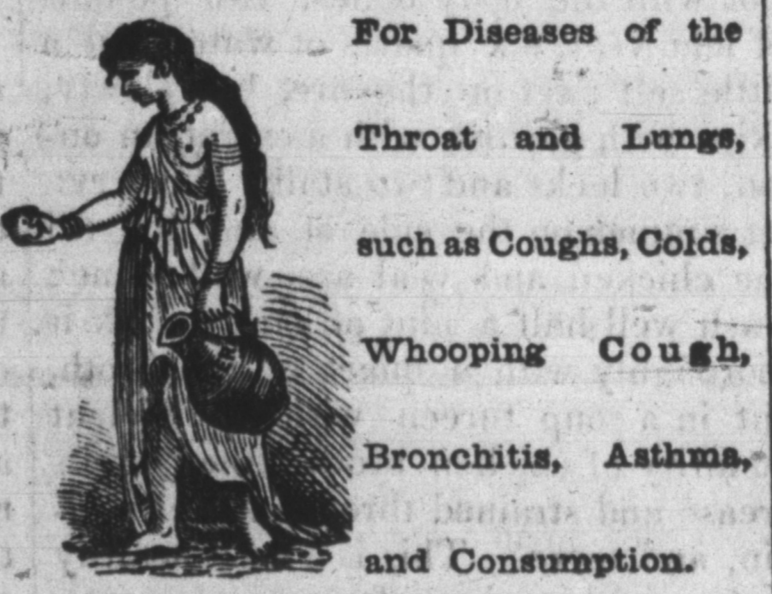 For Diseases of the
Throat and Lungs,
such as Coughs, Colds,
Whooping Cough,
Bronchitis, Asthma,
and Consumption.